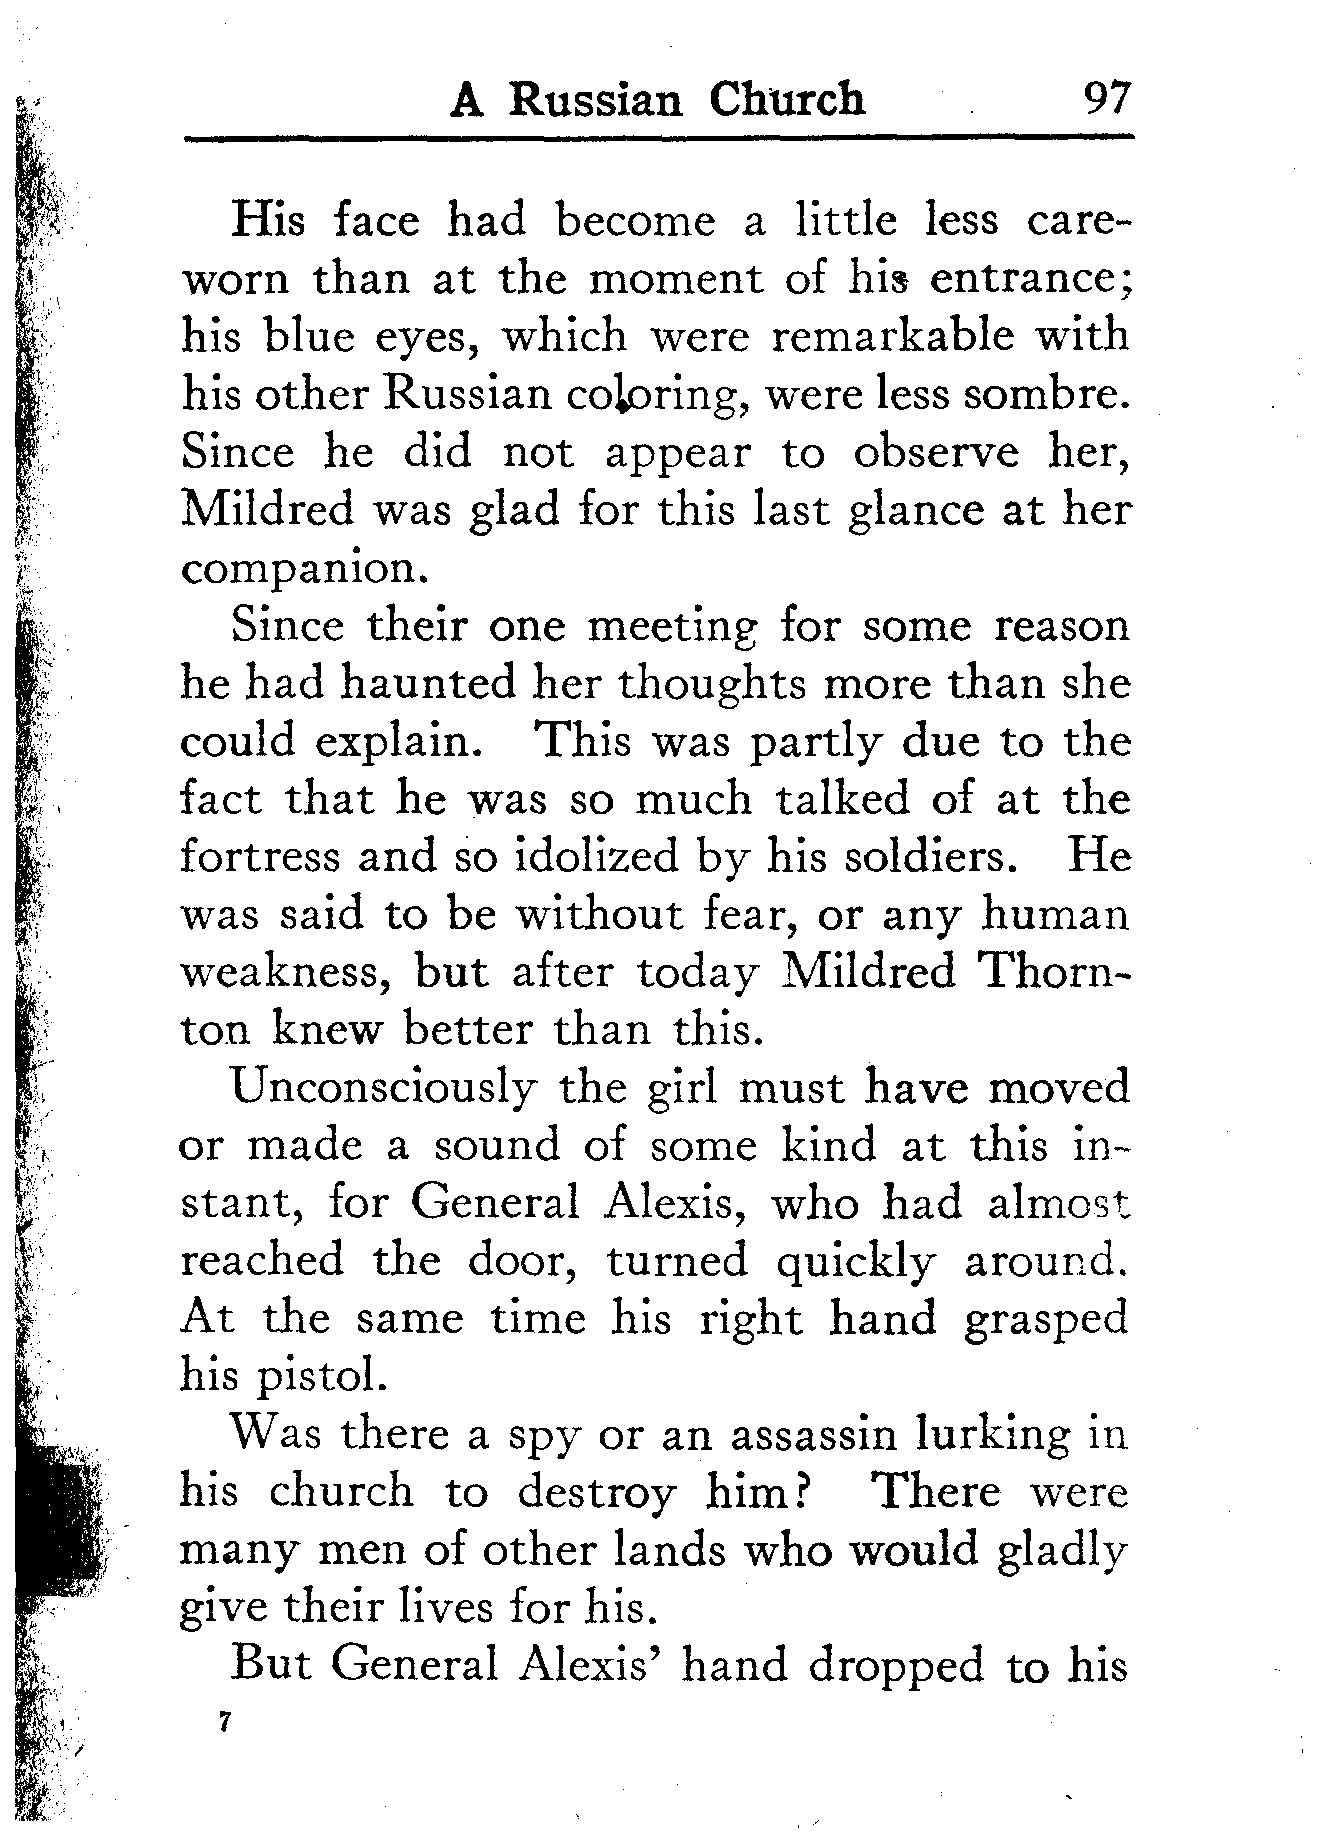 A Russian Church 97
His face had become a little less care-
worn than at the moment of his entrance;
his blue eyes, which were remarkable with
his other Russian coloring, were less sombre.
Since he did not appear to observe her,
Mildred was glad for this last glance at her
companion.
Since their one meeting for some reason
he had haunted her thoughts more than she
could explain. This was partly due to the
fact that he was so much talked of at the
fortress and so idolized by his soldiers. He
was said to be without fear, or any human
weakness, but after today Mildred Thorn-
ton knew better than this.
Unconsciously the girl must have moved
or made a sound of some kind at this in-
stant, for General Alexis, who had almost
reached the door, turned quickly around.
At the same time his right hand grasped
his pistol.
Was there a spy or an assassin lurking in
his church to destroy him? There were
many men of other lands who would gladly
give their lives for his.
But General Alexis' hand dropped to his
7